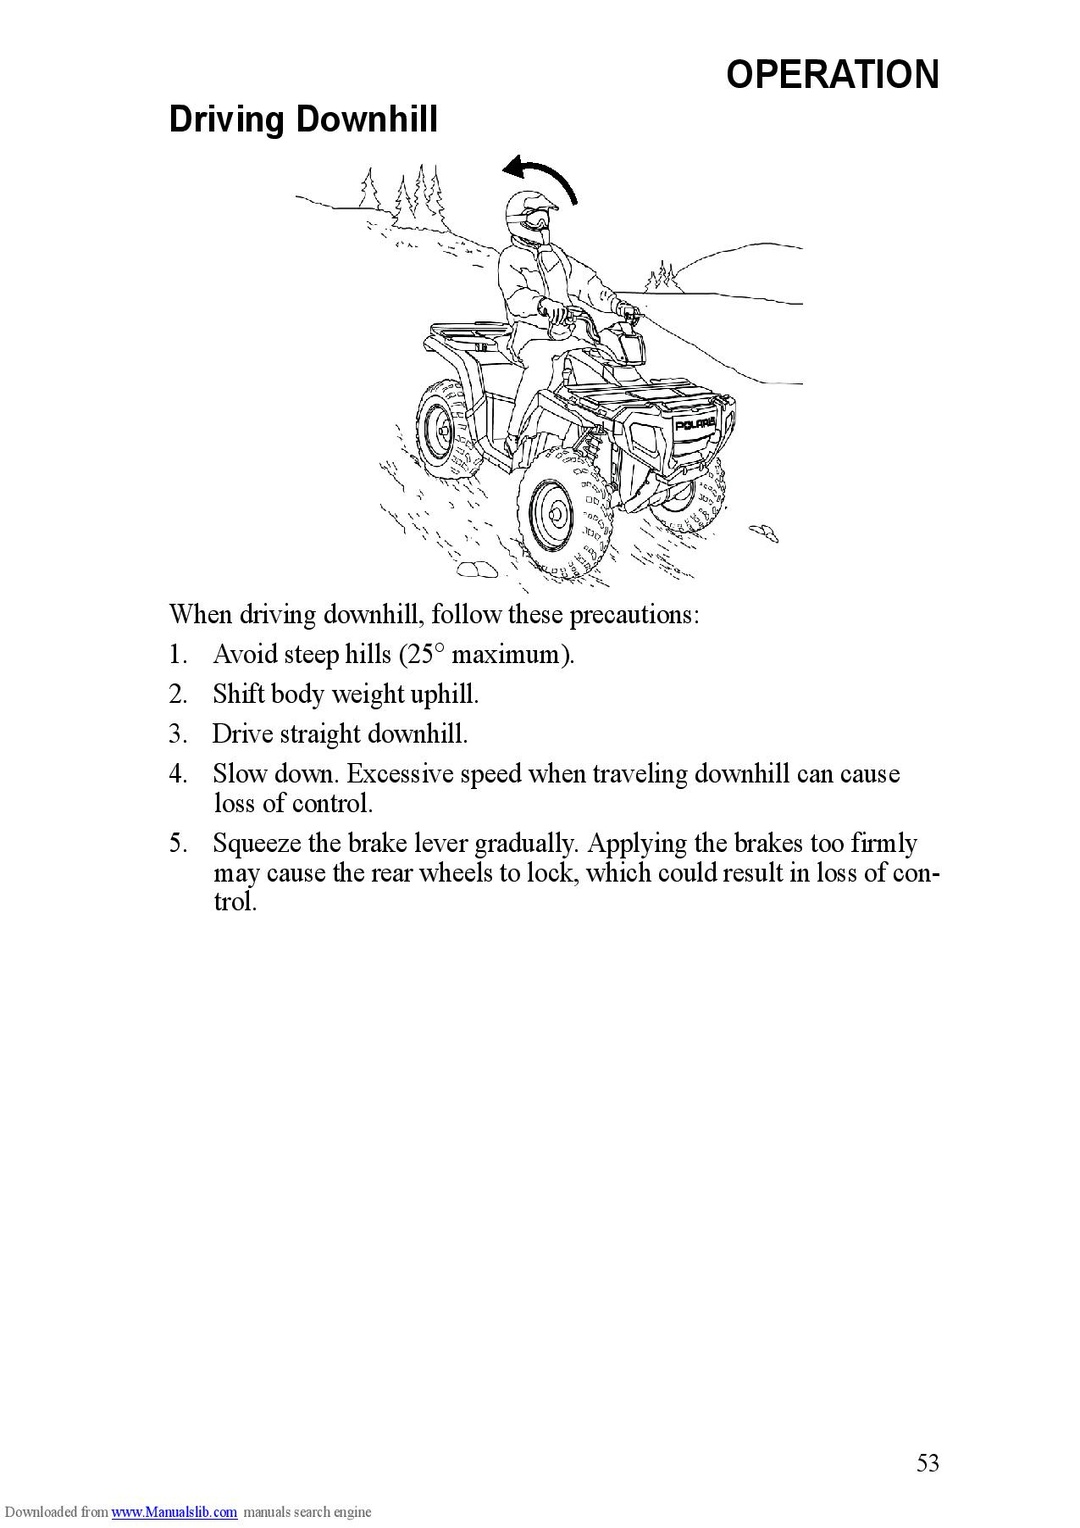 OPERATION
Driving Downhill
POLARIS
When driving downhill, follow these precautions:
1. Avoid steep hills (25° maximum).
2. Shift body weight uphill.
3. Drive straight downhill.
4. Slow down. Excessive speed when traveling downhill can cause
loss of control.
5. Squeeze the brake lever gradually. Applying the brakes too firmly
may cause the rear wheels to lock, which could result in loss of con-
trol.
53
Downloaded from www.Manualslib.com manuals search engine